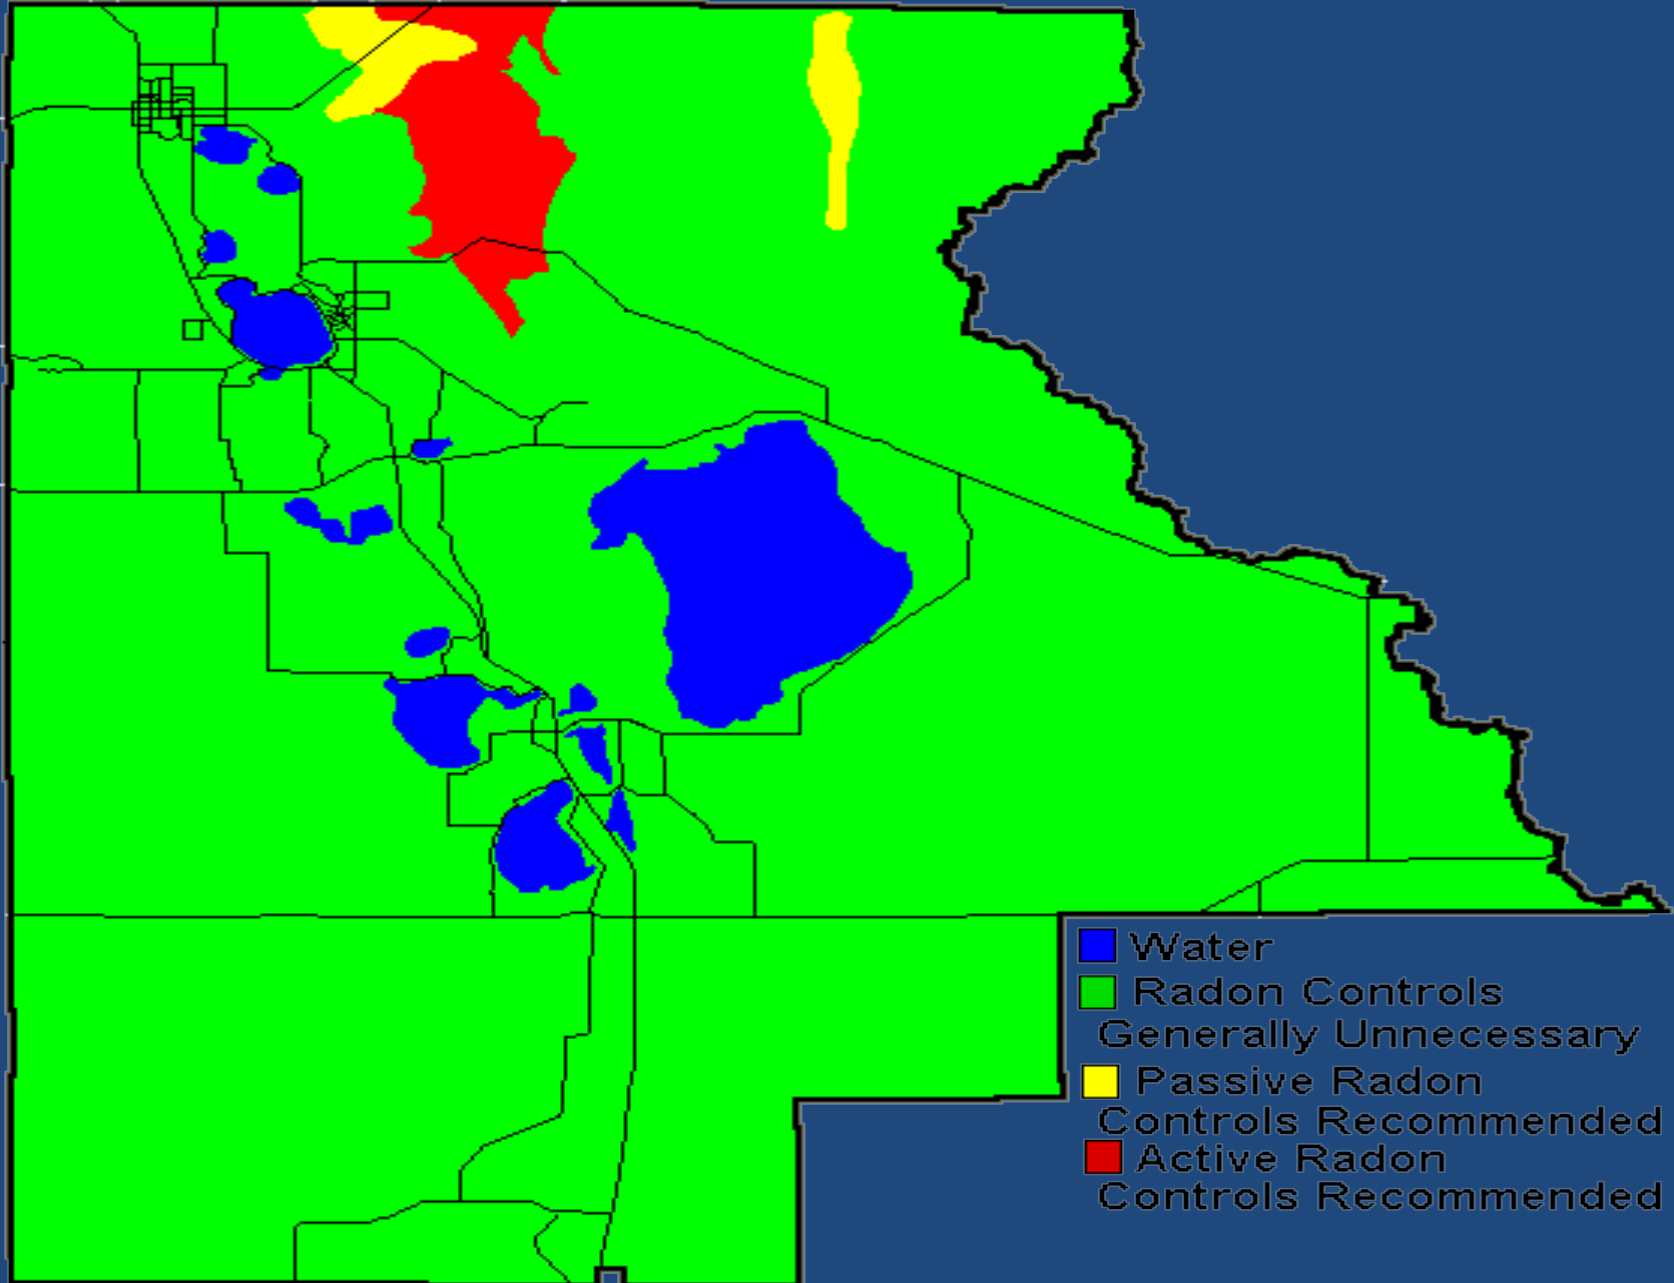 Water
Radon Controls
Generally Unnecessary
Passive Radon
Controls Recommended
Active Radon
Controls Recommended